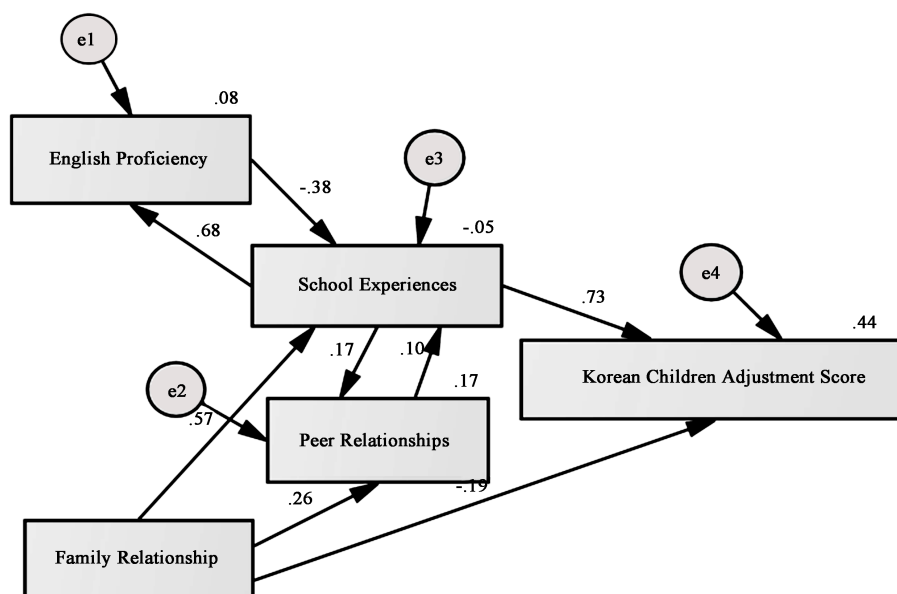 e1
.08
English Proficiency
e3
-.38
-.05
.68
School Experiences
e4
.73
.44
.17
.10
Korean Children Adjustment Score
e2
.17
.57
Peer Relationships
.26
-.19
Family Relationship